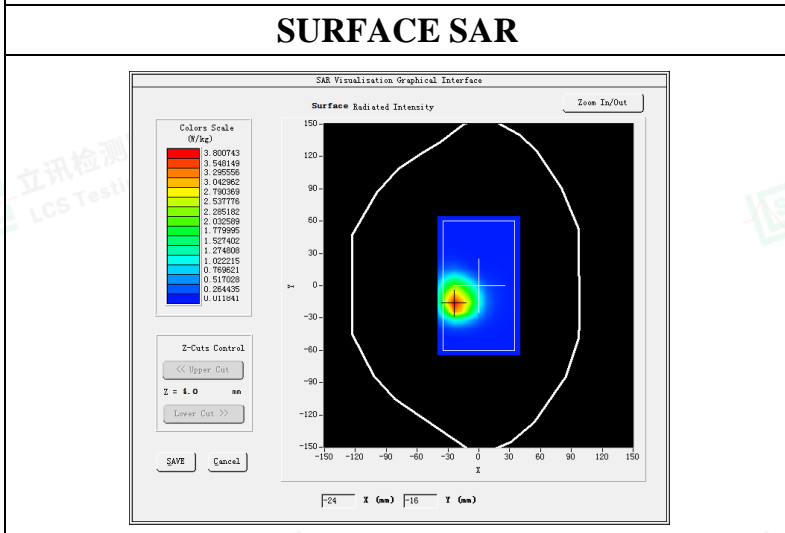 SURFACE SAR
SAR Visualisation Graphical Interface
Surface Radiated Intensity
Zoom In/Out
Colors Scale
(W/kg)
3.800743
3.548149
3.295556
3.042962
2.790369
2.537776
2.285182
2.032589
1.779995
1.527402
1.274808
1.022215
0.769621
0.517028
0.264435
0.011841
Z-Cuts Control
<< Upper Cut
Z = 4.0 mm
Lower Cut >>
SAVE
Cancel
150
120
90
60
30
0
-30
-60
-90
-120
-150
Y
-150 -120 -90 -60 -30 0 30 60 90 120 150
X
-24 X (mm) -16 Y (mm)
立讯检测
LCS Testi